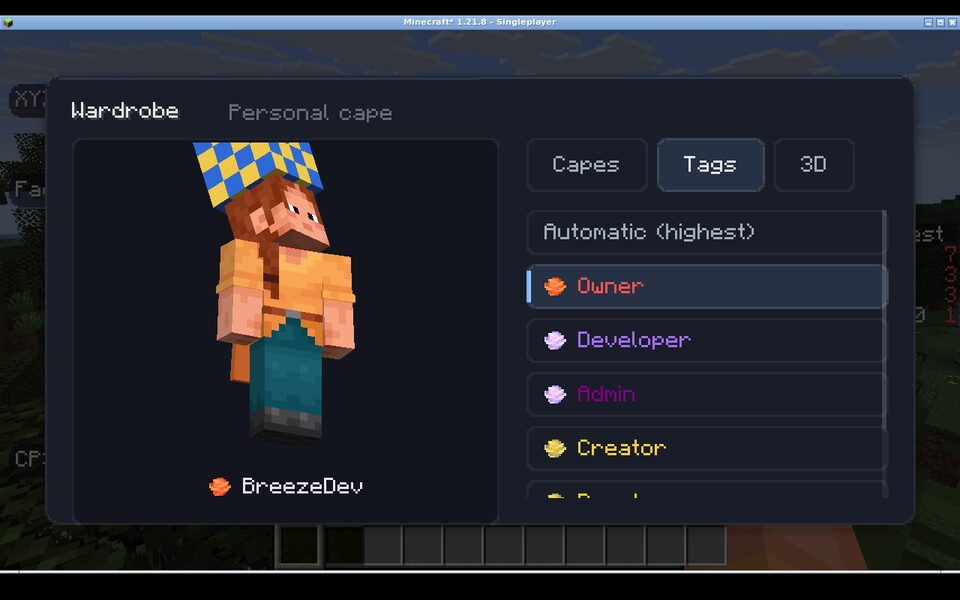 Minecraft* 1.21.8 - Singleplayer
Wardrobe
Personal cape
Capes
Tags
3D
Automatic (highest)
Owner
Developer
Admin
Creator
BreezeDev